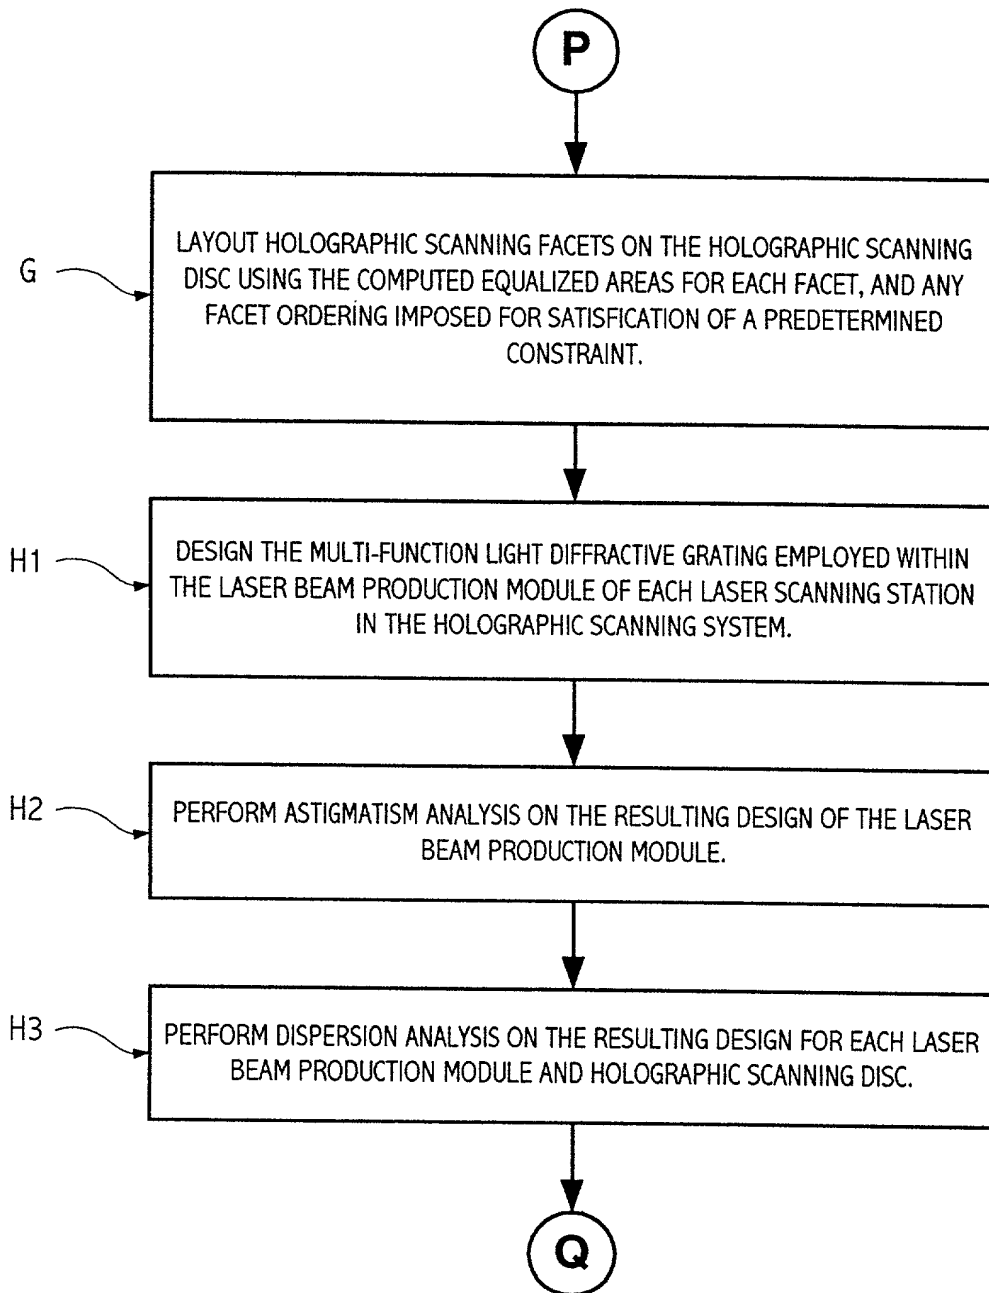 P
G
LAYOUT HOLOGRAPHIC SCANNING FACETS ON THE HOLOGRAPHIC SCANNING
DISC USING THE COMPUTED EQUALIZED AREAS FOR EACH FACET, AND ANY
FACET ORDERING IMPOSED FOR SATISFICATION OF A PREDETERMINED
CONSTRAINT.
H1
DESIGN THE MULTI-FUNCTION LIGHT DIFFRACTIVE GRATING EMPLOYED WITHIN
THE LASER BEAM PRODUCTION MODULE OF EACH LASER SCANNING STATION
IN THE HOLOGRAPHIC SCANNING SYSTEM.
H2
PERFORM ASTIGMATISM ANALYSIS ON THE RESULTING DESIGN OF THE LASER
BEAM PRODUCTION MODULE.
H3
PERFORM DISPERSION ANALYSIS ON THE RESULTING DESIGN FOR EACH LASER
BEAM PRODUCTION MODULE AND HOLOGRAPHIC SCANNING DISC.
Q